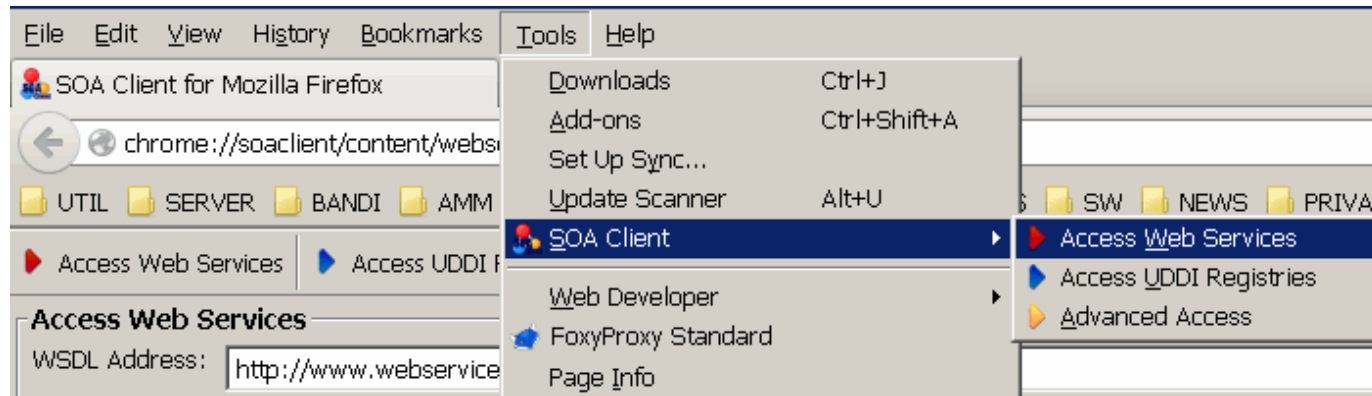 File Edit View History Bookmarks Tools Help
SOA Client for Mozilla Firefox
Downloads Ctrl+J
Add-ons Ctrl+Shift+A
chrome://soaclient/content/webs
Set Up Sync...
UTIL SERVER BANDI AMM
Update Scanner Alt+U
SW NEWS PRIVA
SOA Client
Access Web Services
Access Web Services Access UDDI
Access UDDI Registries
Web Developer
Advanced Access
Access Web Services
FoxyProxy Standard
WSDL Address: http://www.webservice
Page Info